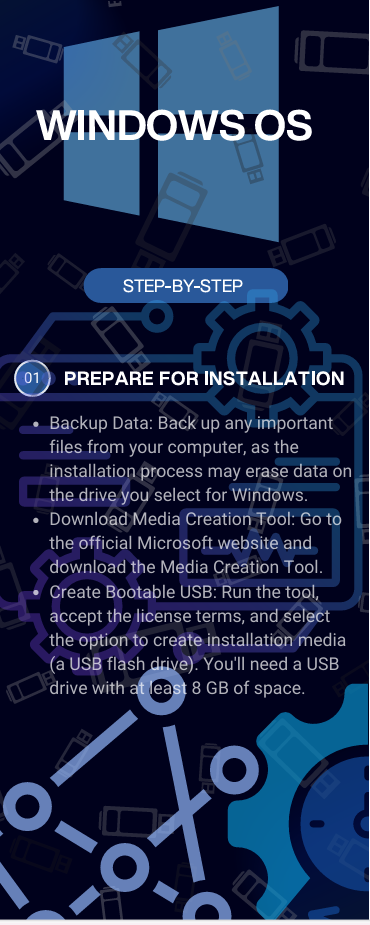 WINDOWS OS
STEP-BY-STEP
01 PREPARE FOR INSTALLATION
• Backup Data: Back up any important
files from your computer, as the
installation process may erase data on
the drive you select for Windows.
• Download Media Creation Tool: Go to
the official Microsoft website and
download the Media Creation Tool.
• Create Bootable USB: Run the tool,
accept the license terms, and select
the option to create installation media
(a USB flash drive). You'll need a USB
drive with at least 8 GB of space.